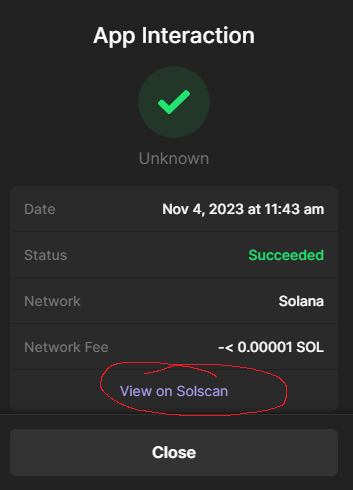 App Interaction
Unknown
Date Nov 4, 2023 at 11:43 am
Status Succeeded
Network Solana
Network Fee -< 0.00001 SOL
View on Solscan
Close